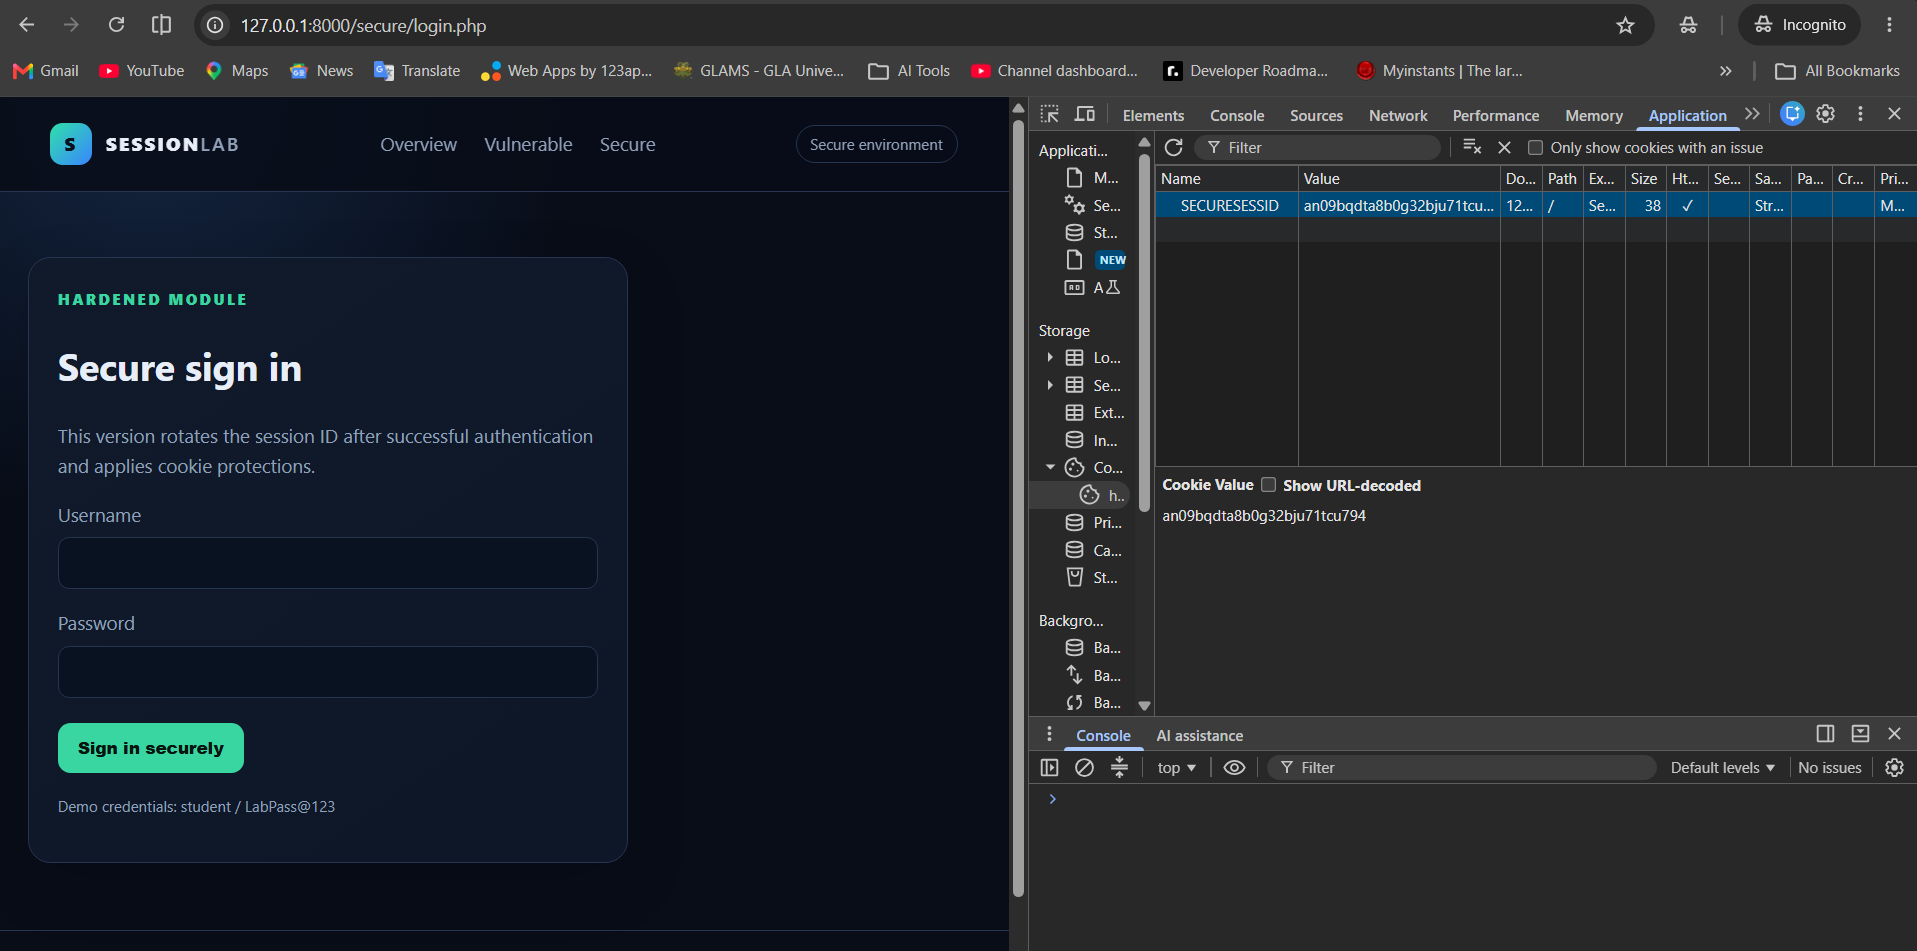 127.0.0.1:8000/secure/login.php
Incognito
Gmail
YouTube
Maps
News
Translate
Web Apps by 123ap...
GLAMS - GLA Unive...
AI Tools
Channel dashboard...
Developer Roadma...
Myinstants | The lar...
All Bookmarks
S
SESSIONLAB
Overview
Vulnerable
Secure
Secure environment
HARDENED MODULE
Secure sign in
This version rotates the session ID after successful authentication
and applies cookie protections.
Username
Password
Sign in securely
Demo credentials: student / LabPass@123
Elements
Console
Sources
Network
Performance
Memory
Application
Applicati...
M...
Se...
St...
NEW
A
Storage
Lo...
Se...
Ext...
In...
Co...
h..
Pri...
Ca...
St...
Backgro...
Ba...
Ba...
Ba...
Filter
Only show cookies with an issue
Name Value Do... Path Ex... Size Ht... Se... Sa... Pa... Cr... Pri...
SECURESESSID an09bqdta8b0g32bju71tcu... 12... / Se... 38 ✓ Str... M...
Cookie Value Show URL-decoded
an09bqdta8b0g32bju71tcu794
Console
AI assistance
top
Filter
Default levels
No issues